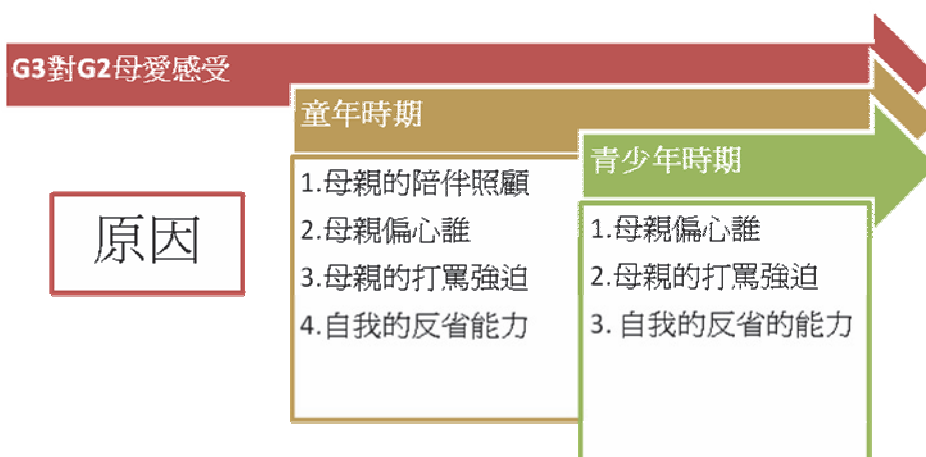 G3對G2母愛感受
童年時期
青少年時期
原因
1.母親的陪伴照顧
2.母親偏心誰
3.母親的打罵強迫
4.自我的反省能力
1.母親偏心誰
2.母親的打罵強迫
3. 自我的反省的能力